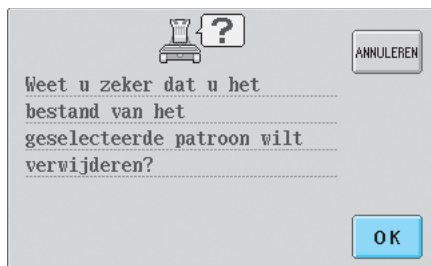 ?
ANNULEREN
Weet u zeker dat u het
bestand van het
geselecteerde patroon wilt
verwijderen?
OK